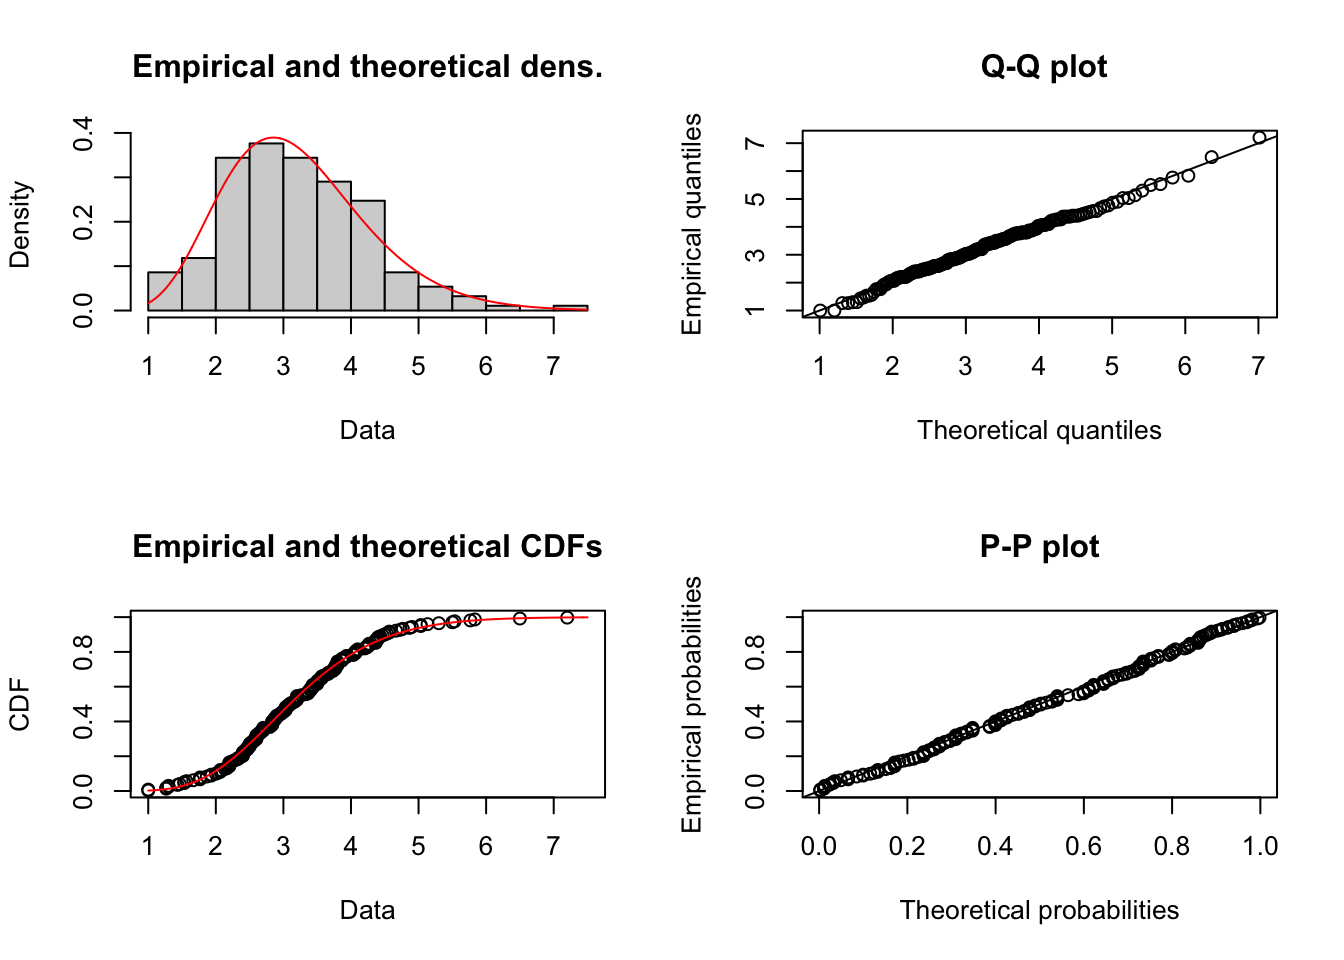 Empirical and theoretical dens.
Density
0.0 0.2 0.4
1 2 3 4 5 6 7
Data
Q-Q plot
Empirical quantiles
1 3 5 7
1 2 3 4 5 6 7
Theoretical quantiles
Empirical and theoretical CDFs
CDF
0.0 0.4 0.8
1 2 3 4 5 6 7
Data
P-P plot
Empirical probabilities
0.0 0.4 0.8
0.0 0.2 0.4 0.6 0.8 1.0
Theoretical probabilities